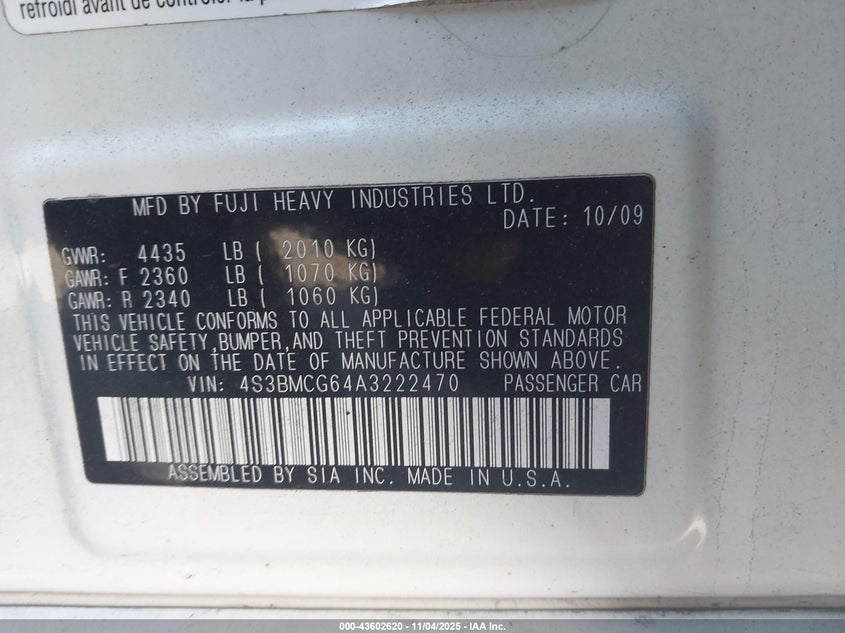 refroidi avant de contrôler la p
MFD BY FUJI HEAVY INDUSTRIES LTD.
DATE: 10/09
GVWR: 4435 LB ( 2010 KG)
GAWR: F 2360 LB ( 1070 KG)
GAWR: R 2340 LB ( 1060 KG)
THIS VEHICLE CONFORMS TO ALL APPLICABLE FEDERAL MOTOR
VEHICLE SAFETY,BUMPER,AND THEFT PREVENTION STANDARDS
IN EFFECT ON THE DATE OF MANUFACTURE SHOWN ABOVE.
VIN: 4S3BMCG64A3222470 PASSENGER CAR
ASSEMBLED BY SIA INC. MADE IN U.S.A.
000-43602620 - 11/04/2025 - IAA Inc.